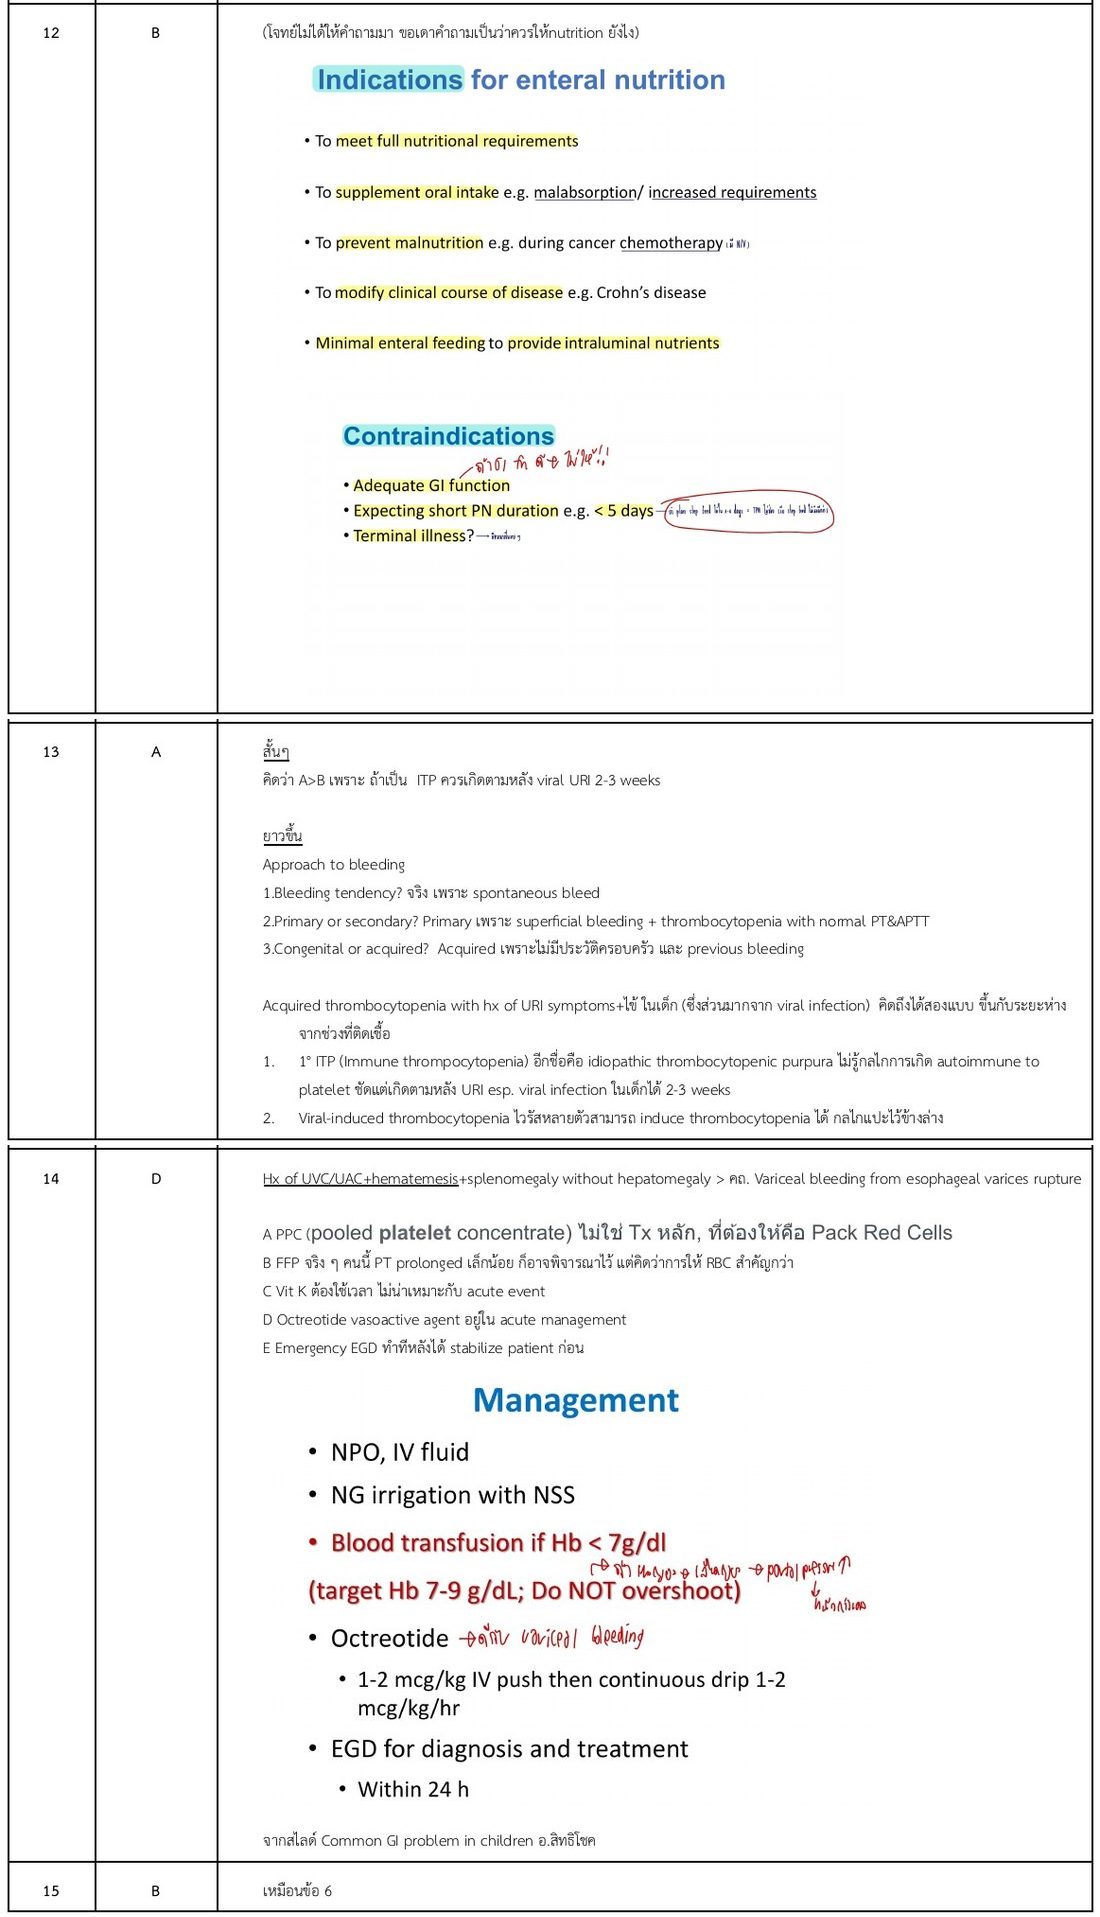 12
B
(โจทย์ไม่ได้ให้คำถามมา ขอเดาคำถามเป็นว่าควรให้nutrition ยังไง)
Indications for enteral nutrition
• To meet full nutritional requirements
• To supplement oral intake e.g. malabsorption/ increased requirements
• To prevent malnutrition e.g. during cancer chemotherapy (มี N/V)
• To modify clinical course of disease e.g. Crohn's disease
• Minimal enteral feeding to provide intraluminal nutrients
Contraindications
ถ้า GI ดี ไม่ให้!!
• Adequate GI function
• Expecting short PN duration e.g. < 5 days
• Terminal illness?
13
A
สั้นๆ
คิดว่า A>B เพราะ ถ้าเป็น ITP ควรเกิดตามหลัง viral URI 2-3 weeks
ยาวขึ้น
Approach to bleeding
1.Bleeding tendency? จริง เพราะ spontaneous bleed
2.Primary or secondary? Primary เพราะ superficial bleeding + thrombocytopenia with normal PT&APTT
3.Congenital or acquired? Acquired เพราะไม่มีประวัติครอบครัว และ previous bleeding
Acquired thrombocytopenia with hx of URI symptoms+ไข้ ในเด็ก (ซึ่งส่วนมากจาก viral infection) คิดถึงได้สองแบบ ขึ้นกับระยะห่าง
จากช่วงที่ติดเชื้อ
1. 1° ITP (Immune thrompocytopenia) อีกชื่อคือ idiopathic thrombocytopenic purpura ไม่รู้กลไกการเกิด autoimmune to
platelet ชัดแต่เกิดตามหลัง URI esp. viral infection ในเด็กได้ 2-3 weeks
2. Viral-induced thrombocytopenia ไวรัสหลายตัวสามารถ induce thrombocytopenia ได้ กลไกแปะไว้ข้างล่าง
14
D
Hx of UVC/UAC+hematemesis+splenomegaly without hepatomegaly > คถ. Variceal bleeding from esophageal varices rupture
A PPC (pooled platelet concentrate) ไม่ใช่ Tx หลัก, ที่ต้องให้คือ Pack Red Cells
B FFP จริง ๆ คนนี้ PT prolonged เล็กน้อย ก็อาจพิจารณาไว้ แต่คิดว่าการให้ RBC สำคัญกว่า
C Vit K ต้องใช้เวลา ไม่น่าเหมาะกับ acute event
D Octreotide vasoactive agent อยู่ใน acute management
E Emergency EGD ทำทีหลังได้ stabilize patient ก่อน
Management
• NPO, IV fluid
• NG irrigation with NSS
• Blood transfusion if Hb < 7g/dl
→ portal pressure ↑
(target Hb 7-9 g/dL; Do NOT overshoot)
• Octreotide → variceal bleeding
• 1-2 mcg/kg IV push then continuous drip 1-2
mcg/kg/hr
• EGD for diagnosis and treatment
• Within 24 h
จากสไลด์ Common GI problem in children อ.สิทธิโชค
15
B
เหมือนข้อ 6